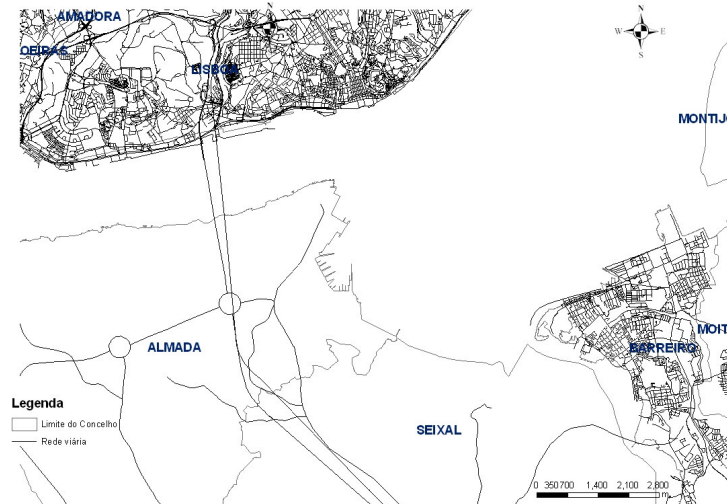 AMADORA
N
N
W E
S
OEIRAS
LISBOA
MONTIJO
ALMADA
MOIT
BARREIRO
Legenda
Limite do Concelho
Rede viária
SEIXAL
0 350700 1,400 2,100 2,800
m